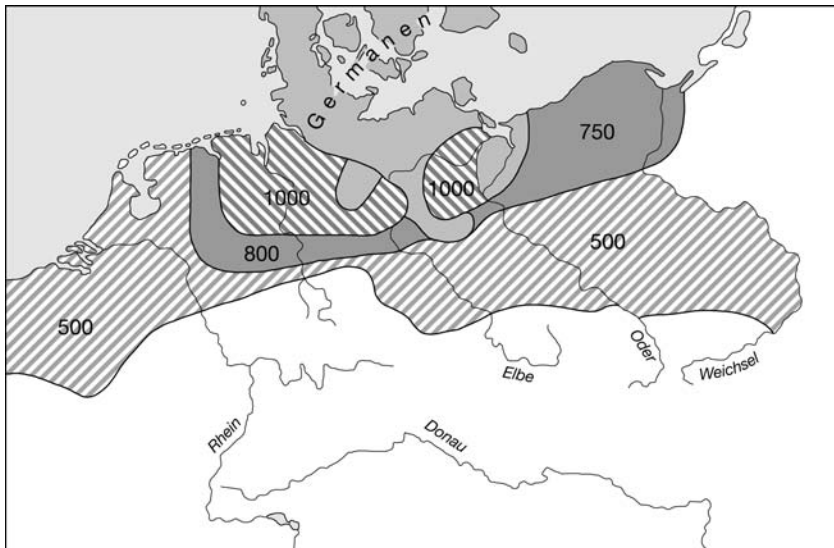 Germanen
750
1000
1000
800
500
500
Oder
Elbe
Weichsel
Rhein
Donau